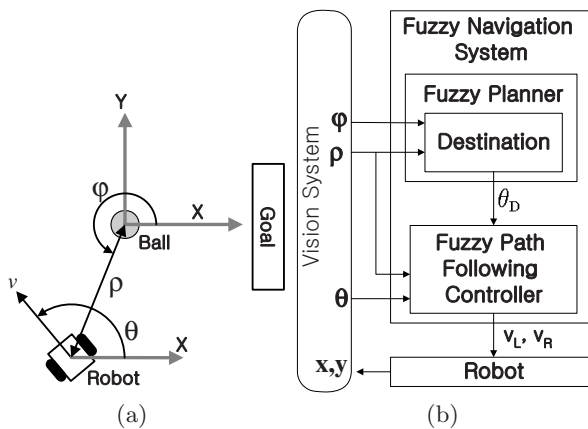 Y
φ
X
Ball
Goal
ρ
v
θ
X
Robot
(a)
Vision System
φ
ρ
θ
x,y
Fuzzy Navigation
System
Fuzzy Planner
Destination
θD
Fuzzy Path
Following
Controller
VL, VR
Robot
(b)